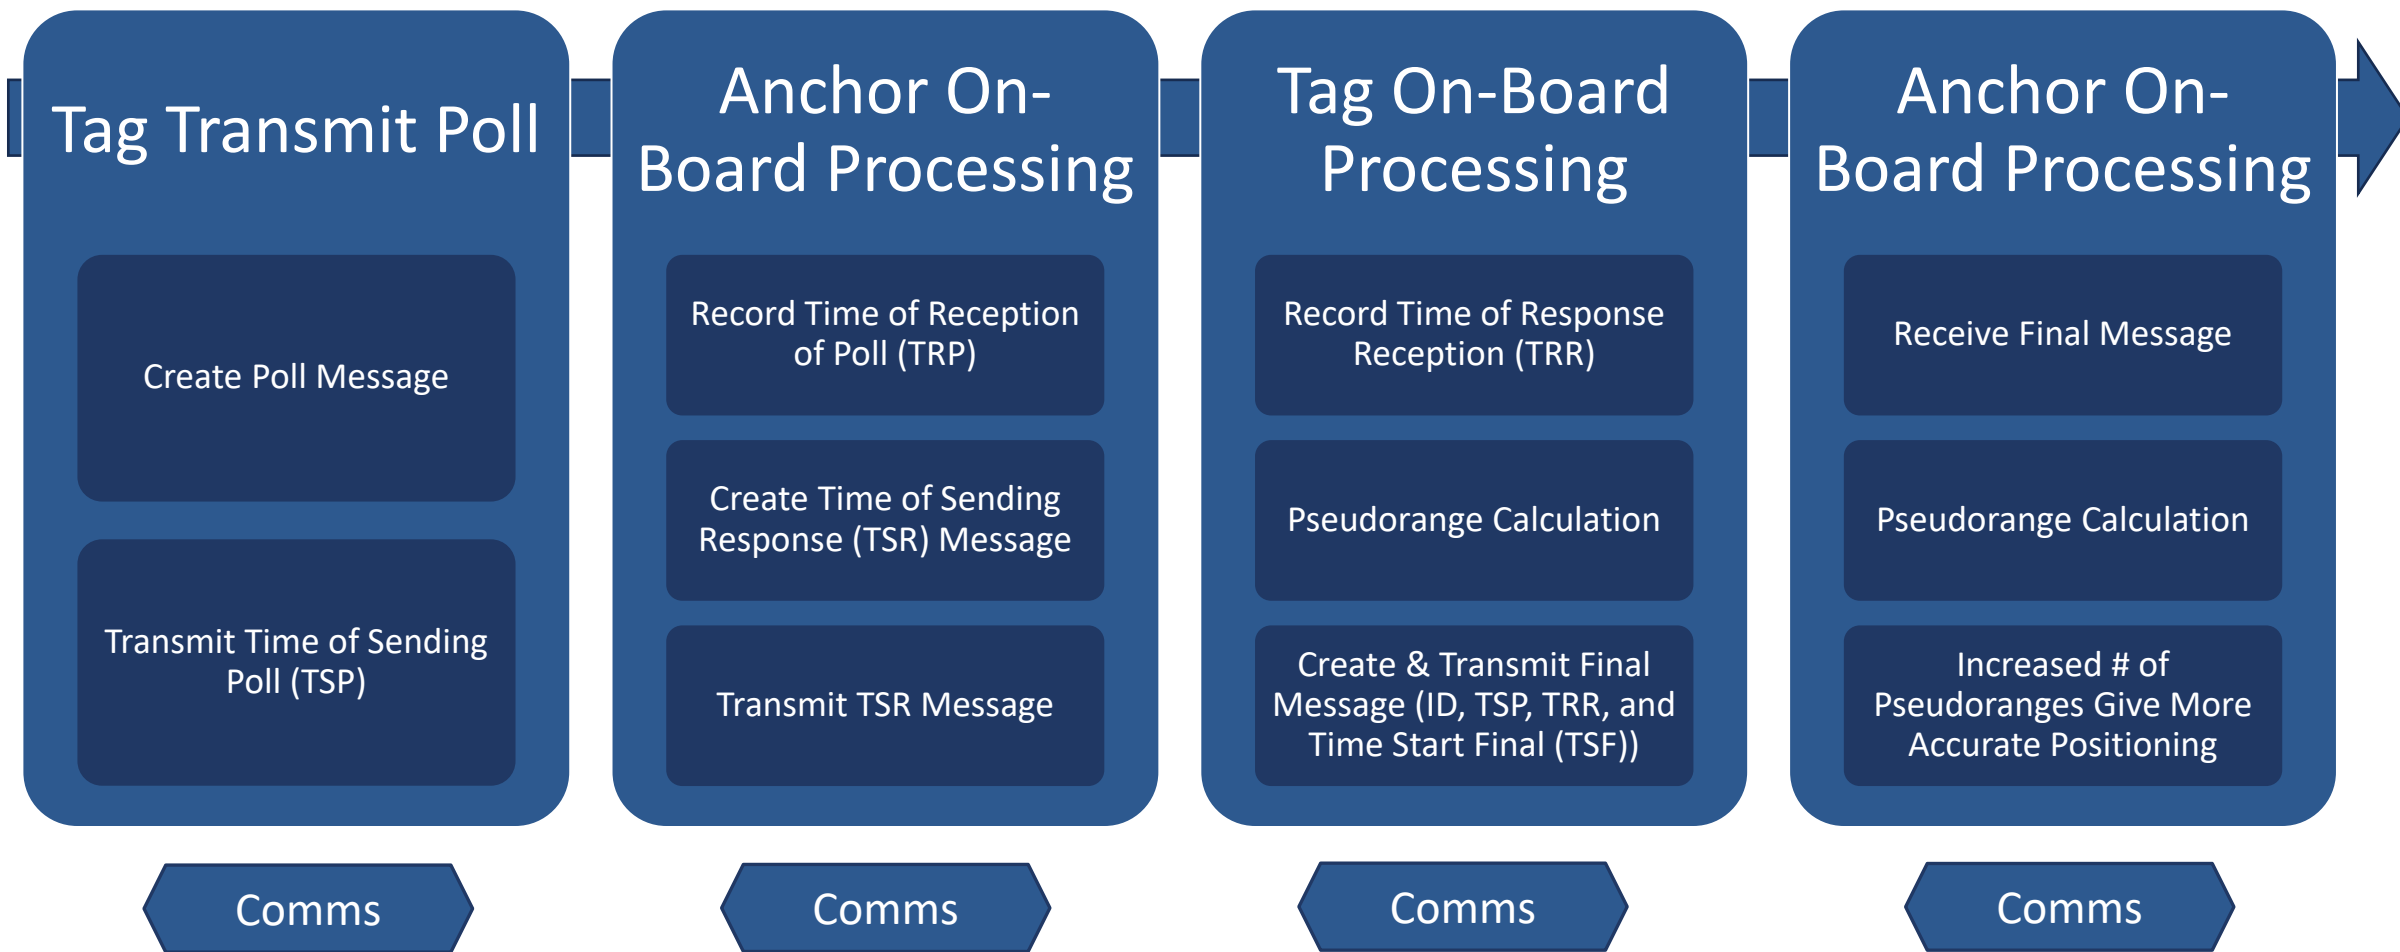 Tag Transmit Poll
Create Poll Message
Transmit Time of Sending
Poll (TSP)
Comms
Anchor On-
Board Processing
Record Time of Reception
of Poll (TRP)
Create Time of Sending
Response (TSR) Message
Transmit TSR Message
Comms
Tag On-Board
Processing
Record Time of Response
Reception (TRR)
Pseudorange Calculation
Create & Transmit Final
Message (ID, TSP, TRR, and
Time Start Final (TSF))
Comms
Anchor On-
Board Processing
Receive Final Message
Pseudorange Calculation
Increased # of
Pseudoranges Give More
Accurate Positioning
Comms